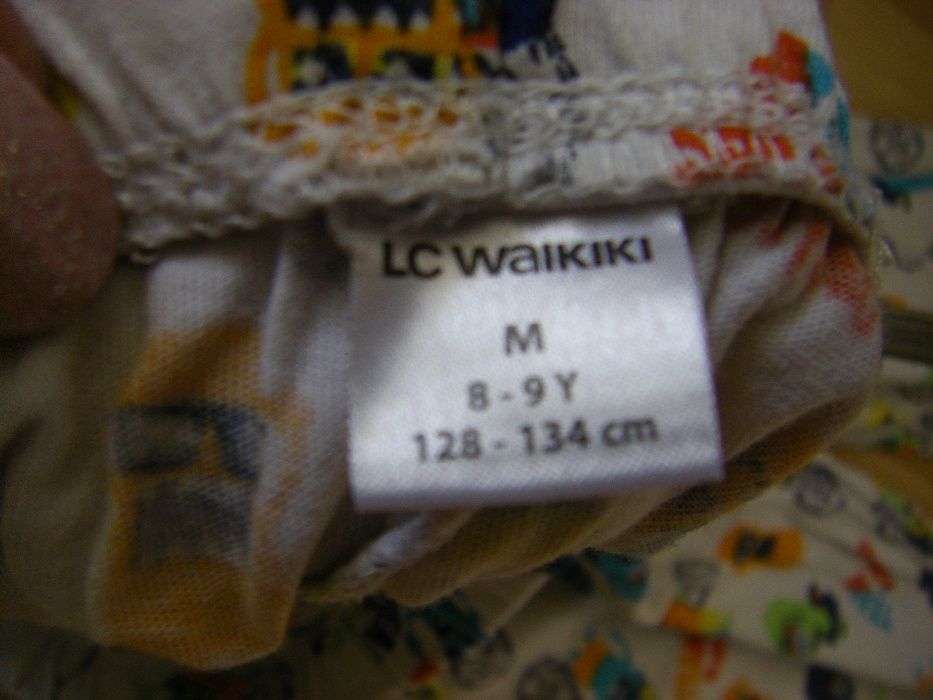 LC WAIKIKI
M
8 - 9 Y
128 - 134 cm